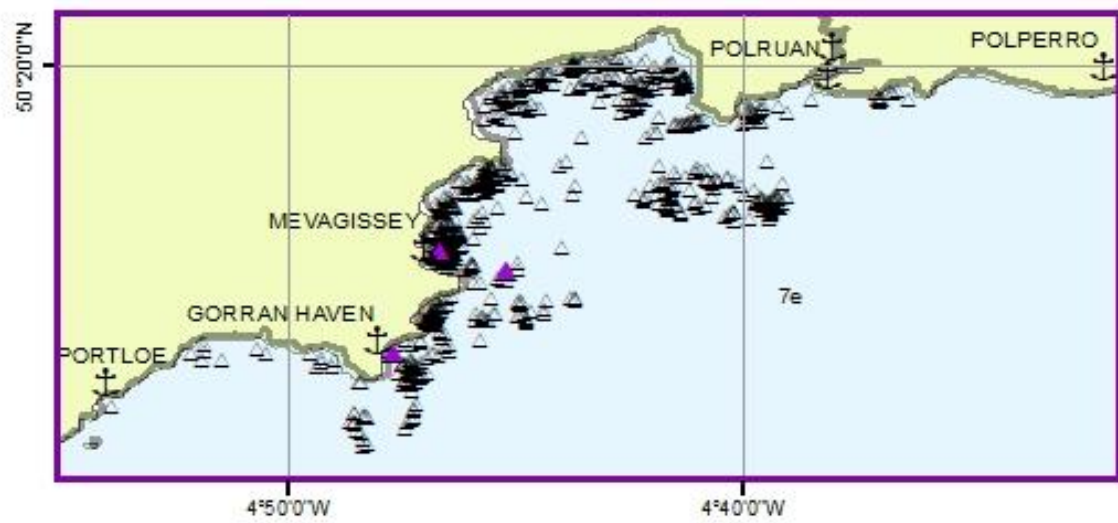 POLRUAN
POLPERRO
50°20'0"N
MEVAGISSEY
7e
GORRAN HAVEN
PORTLOE
4°50'0"W
4°40'0"W